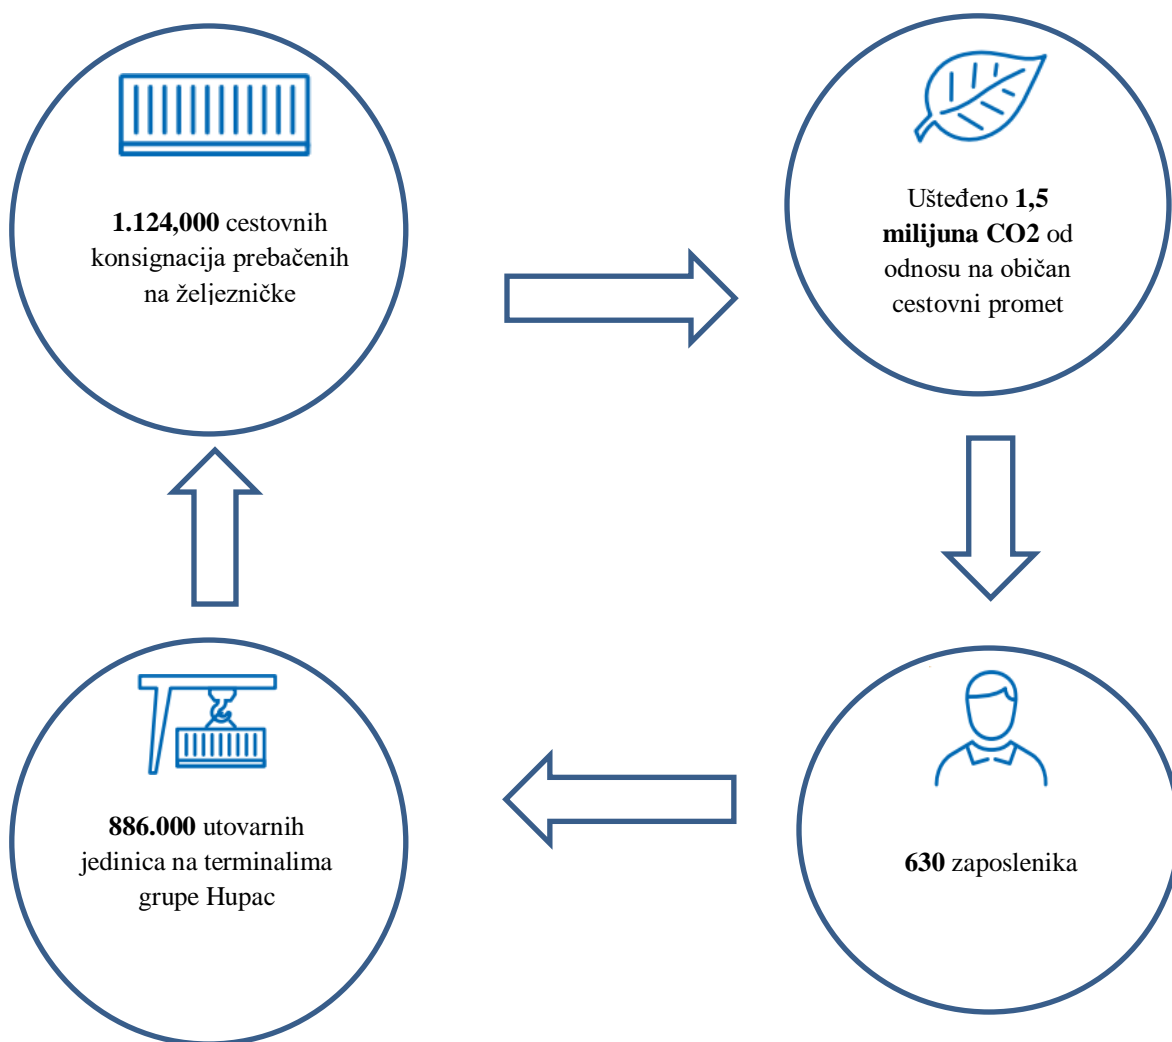 1.124,000 cestovnih
konsignacija prebačenih
na željezničke
Ušteđeno 1,5
milijuna CO2 od
odnosu na običan
cestovni promet
886.000 utovarnih
jedinica na terminalima
grupe Hupac
630 zaposlenika